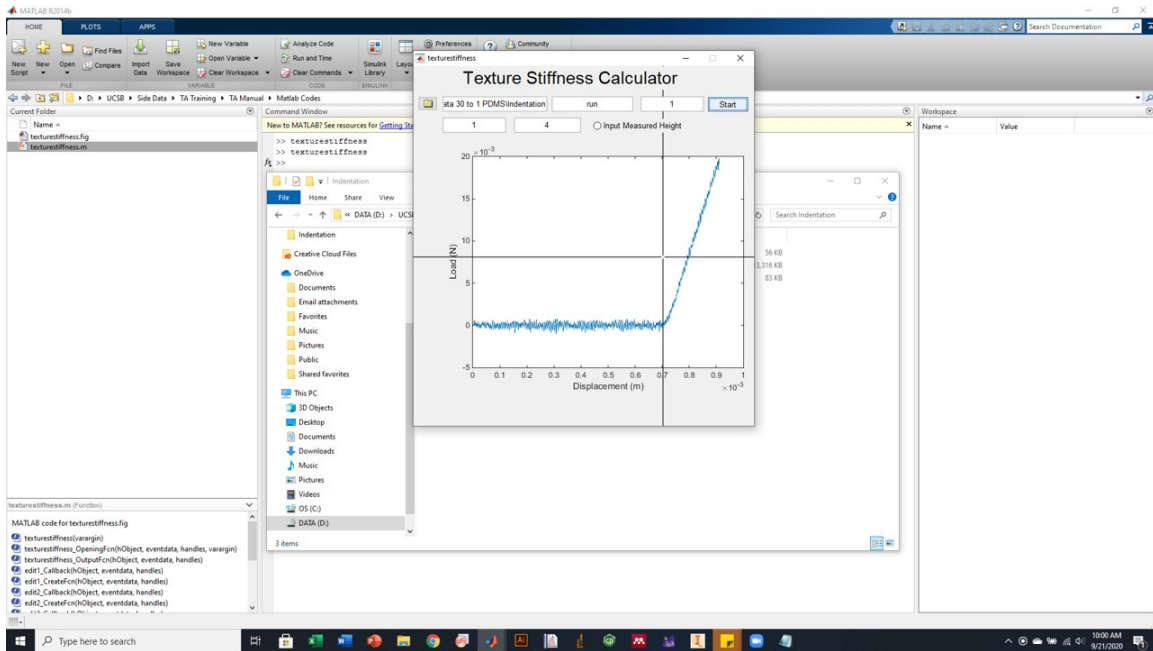 MATLAB R2014b
HOME PLOTS APPS
Search Documentation
New Script
New
Open
Find Files
Compare
Import Data
Save Workspace
New Variable
Open Variable
Clear Workspace
Analyze Code
Run and Time
Clear Commands
Simulink Library
Preferences
Community
FILE VARIABLE CODE SIMULINK
D: UCSB Side Data TA Training TA Manual Matlab Codes
Current Folder
Name
texturestiffness.fig
texturestiffness.m
Command Window
New to MATLAB? See resources for Getting
>> texturestiffness
>> texturestiffness
fx >>
Workspace
Name Value
texturestiffness
Texture Stiffness Calculator
ata 30 to 1 PDMS\Indentation run 1 Start
1 4 Input Measured Height
×10-3
20
15
10
5
0
-5
Load (N)
0 0.1 0.2 0.3 0.4 0.5 0.6 0.7 0.8 0.9 1
Displacement (m)
×10-3
Indentation
File Home Share View
« DATA (D:) › UCSB
Search Indentation
Indentation
Creative Cloud Files
OneDrive
Documents
Email attachments
Favorites
Music
Pictures
Public
Shared favorites
This PC
3D Objects
Desktop
Documents
Downloads
Music
Pictures
Videos
OS (C:)
DATA (D:)
56 KB
3,316 KB
83 KB
3 items
texturestiffness.m (Function)
MATLAB code for texturestiffness.fig
texturestiffness(varargin)
texturestiffness_OpeningFcn(hObject, eventdata, handles, varargin)
texturestiffness_OutputFcn(hObject, eventdata, handles)
edit1_Callback(hObject, eventdata, handles)
edit1_CreateFcn(hObject, eventdata, handles)
edit2_Callback(hObject, eventdata, handles)
edit2_CreateFcn(hObject, eventdata, handles)
Type here to search
10:00 AM
9/21/2020